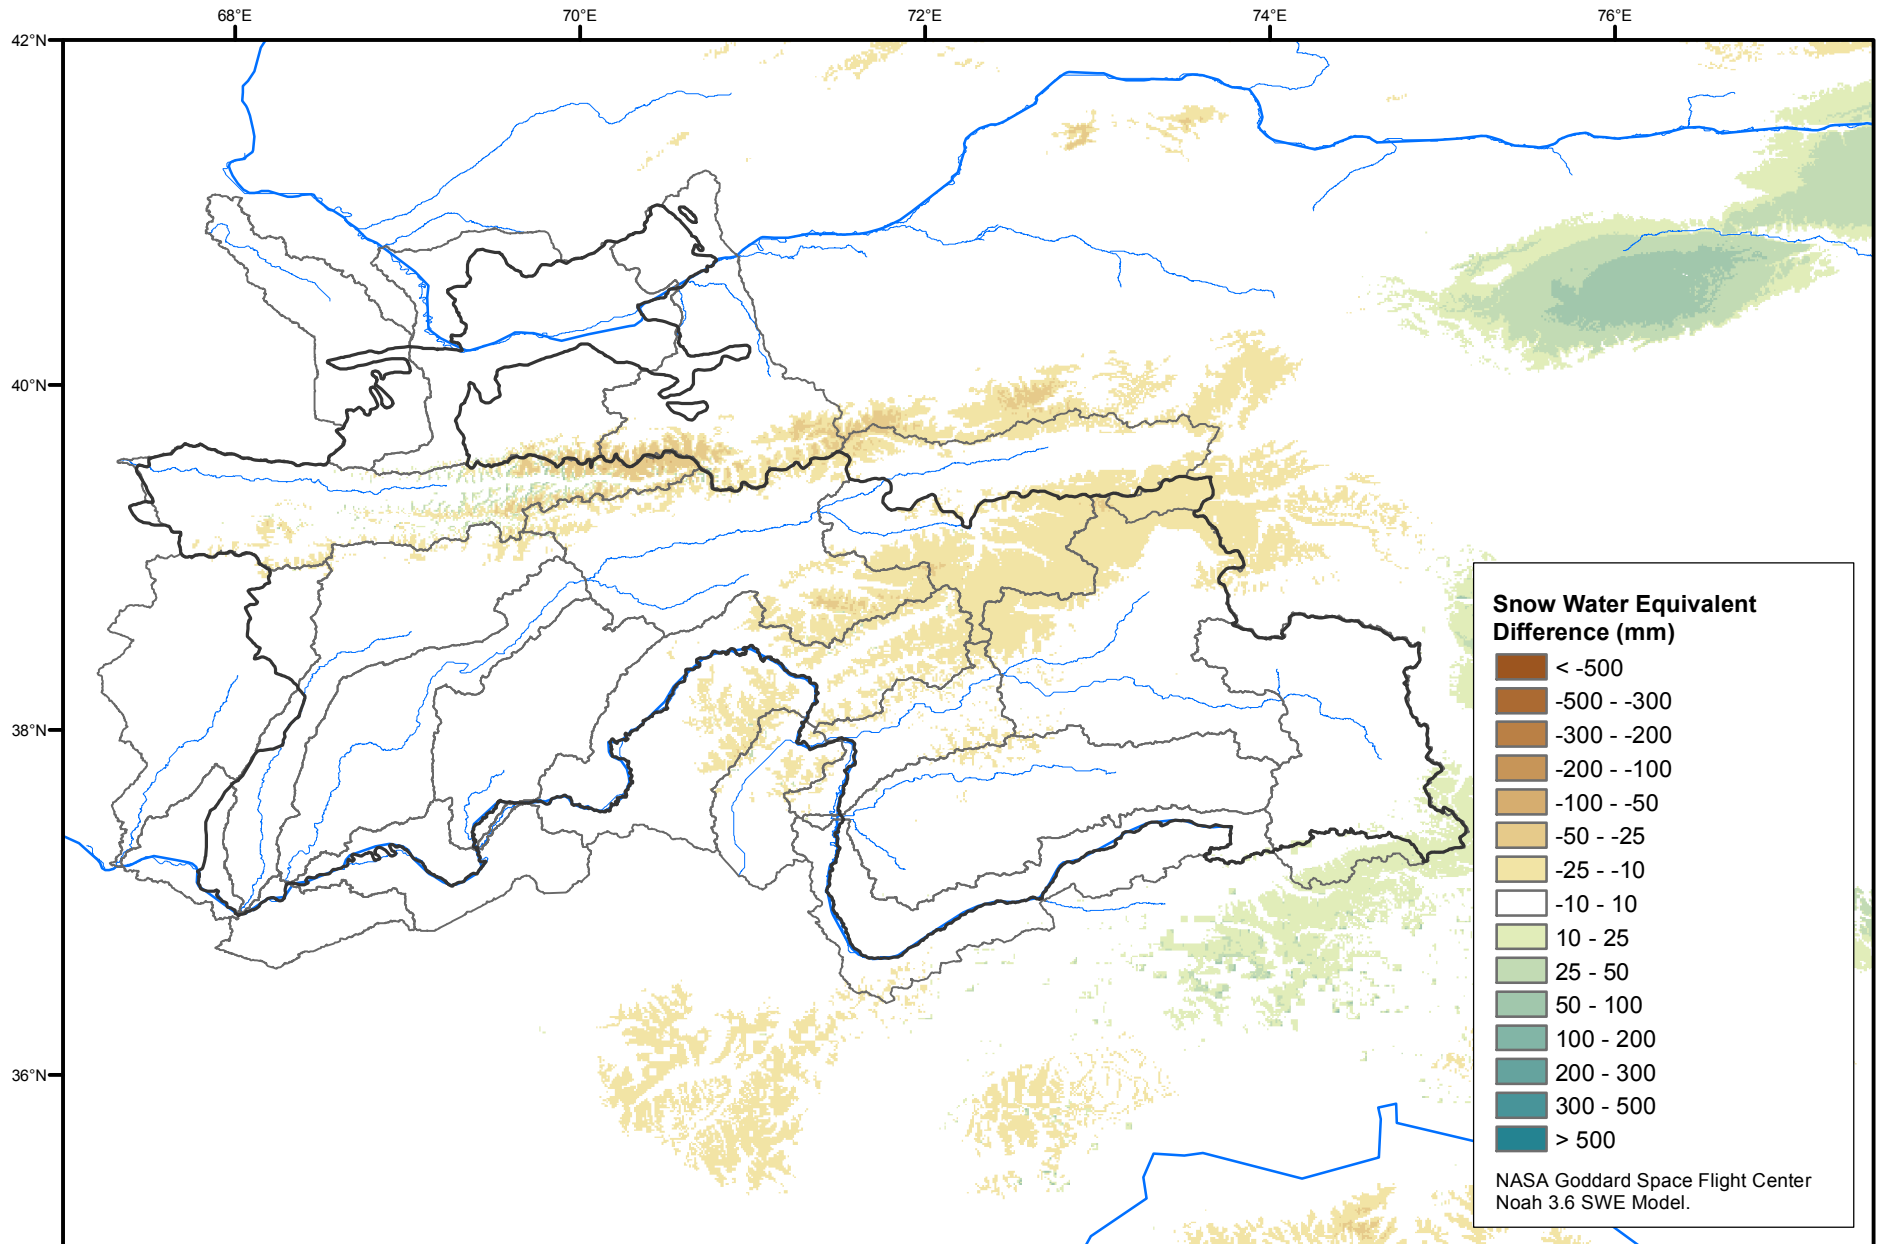 68°E 70°E 72°E 74°E 76°E
42°N
40°N
38°N
36°N
Snow Water Equivalent
Difference (mm)
< -500
-500 - -300
-300 - -200
-200 - -100
-100 - -50
-50 - -25
-25 - -10
-10 - 10
10 - 25
25 - 50
50 - 100
100 - 200
200 - 300
300 - 500
> 500
NASA Goddard Space Flight Center
Noah 3.6 SWE Model.